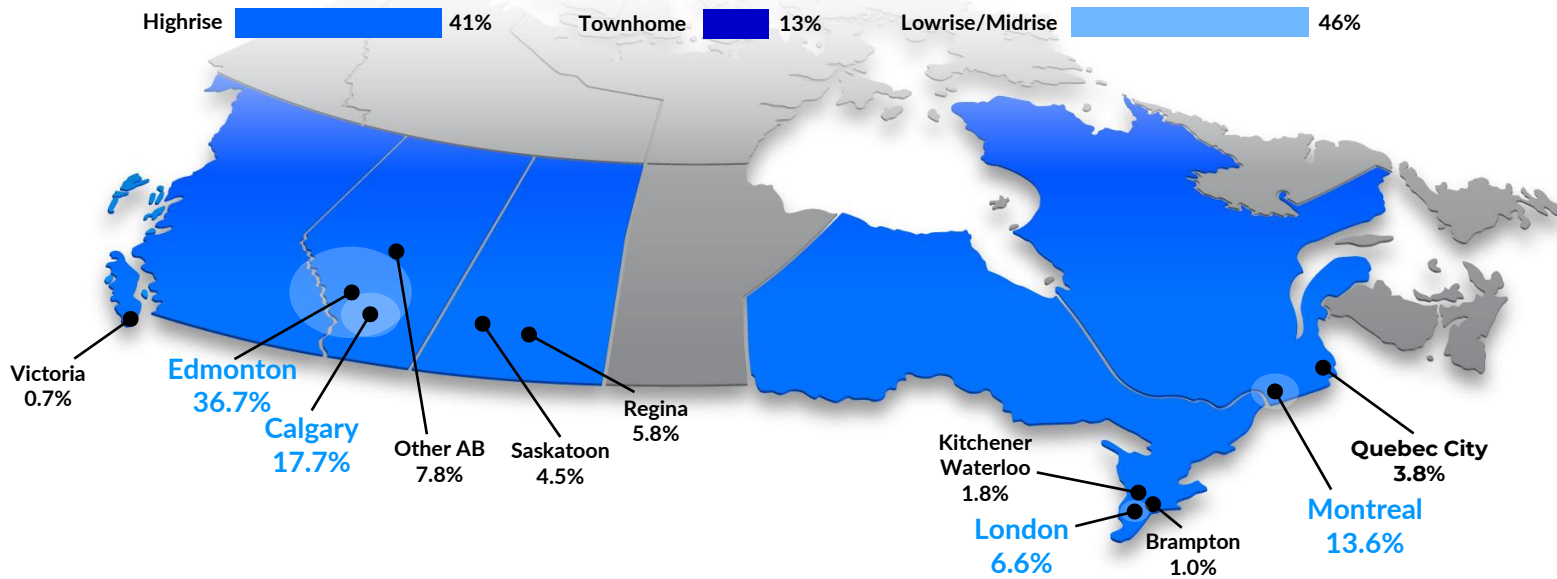 Highrise 41%
Townhome 13%
Lowrise/Midrise 46%
Victoria
0.7%
Edmonton
36.7%
Calgary
17.7%
Other AB
7.8%
Saskatoon
4.5%
Regina
5.8%
Kitchener
Waterloo
1.8%
London
6.6%
Brampton
1.0%
Montreal
13.6%
Quebec City
3.8%